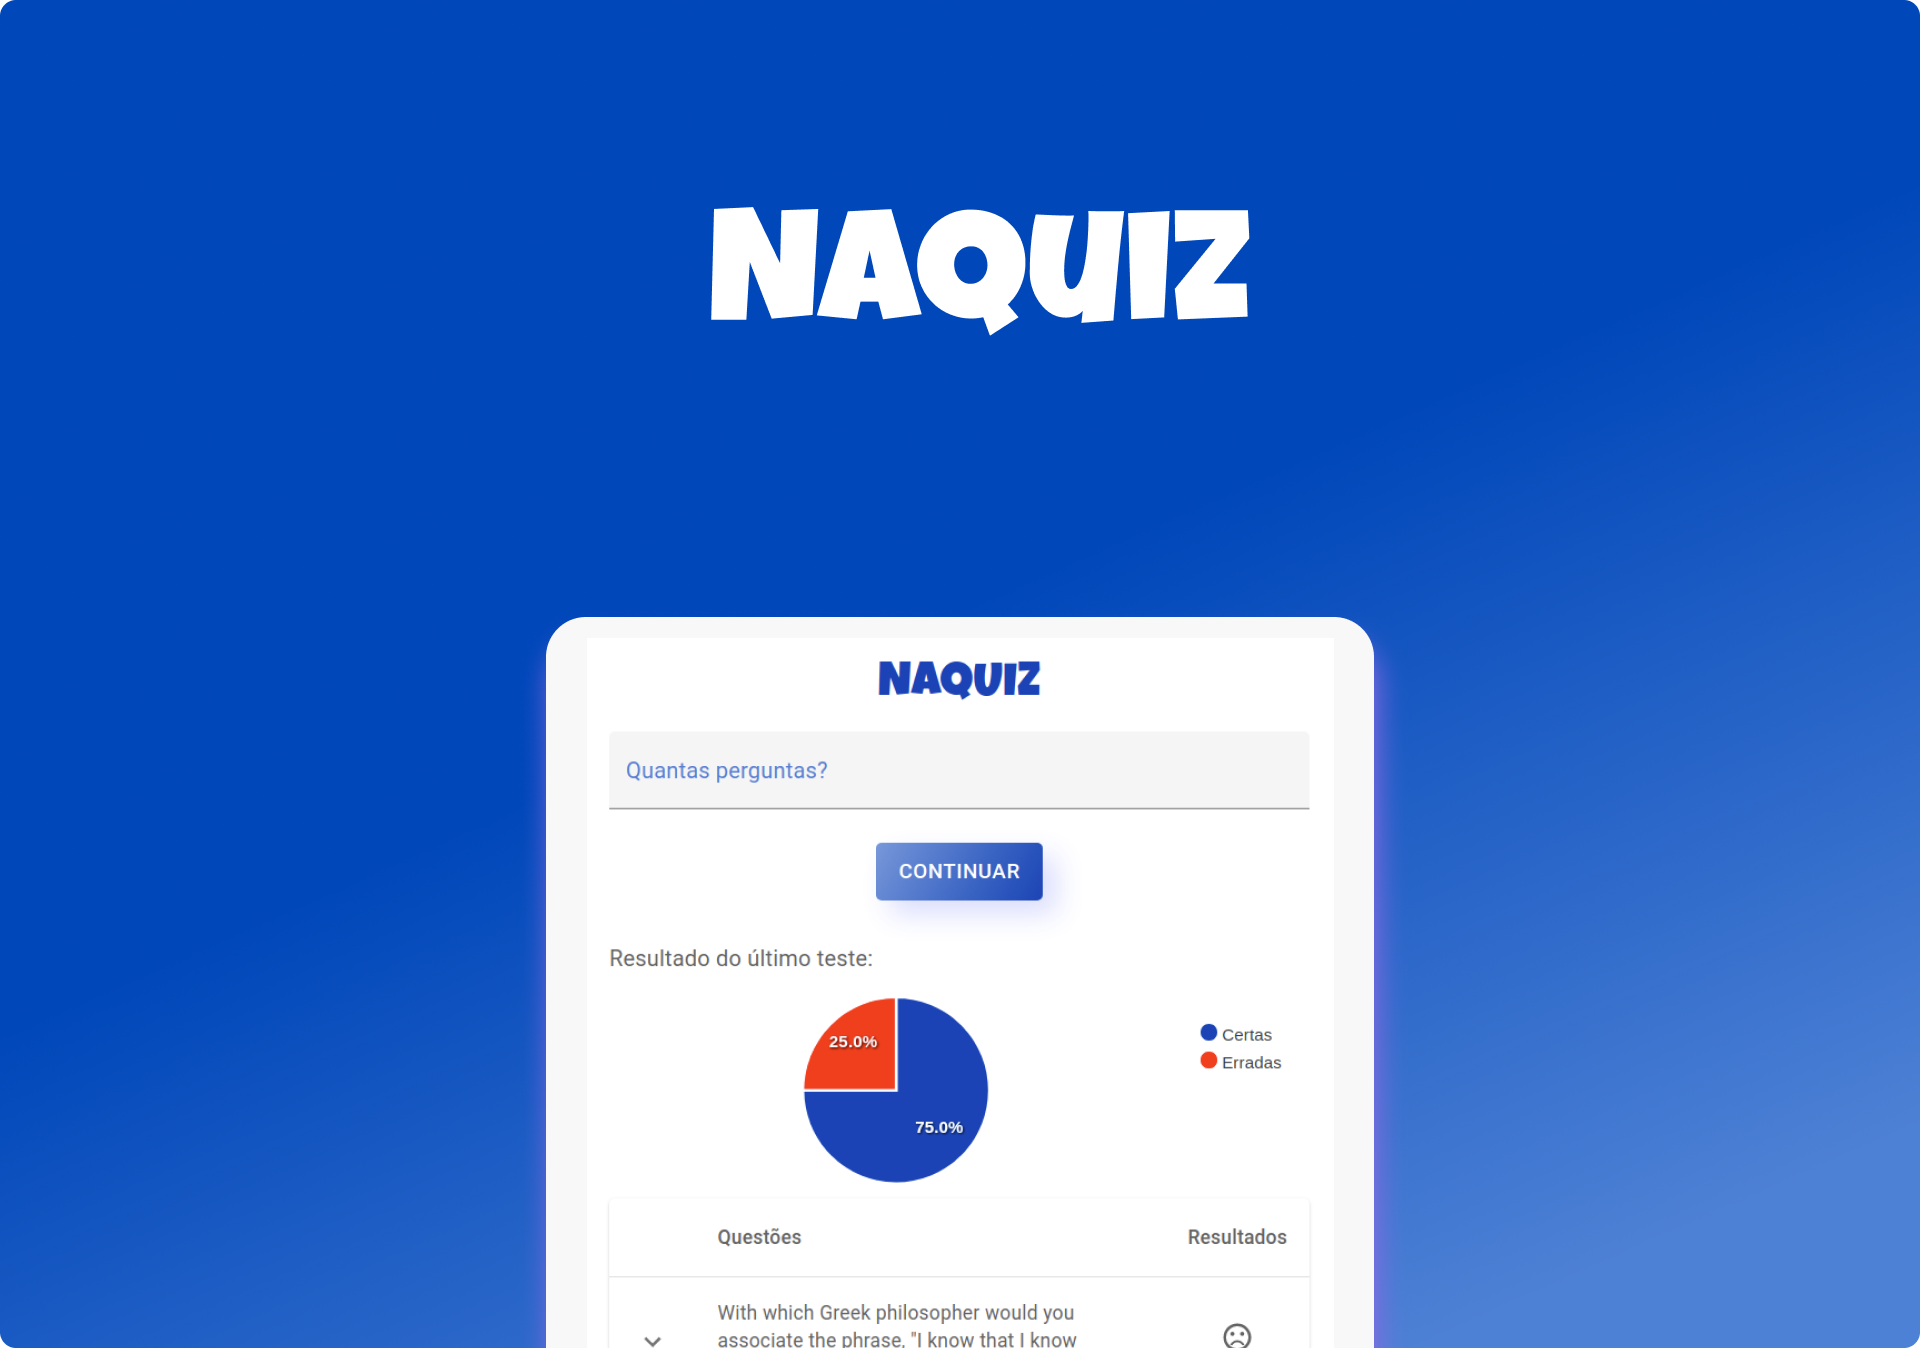 NAQUIZ
NAQUIZ
Quantas perguntas?
CONTINUAR
Resultado do último teste:
25.0%
75.0%
Certas
Erradas
Questões Resultados
With which Greek philosopher would you
associate the phrase, "I know that I know